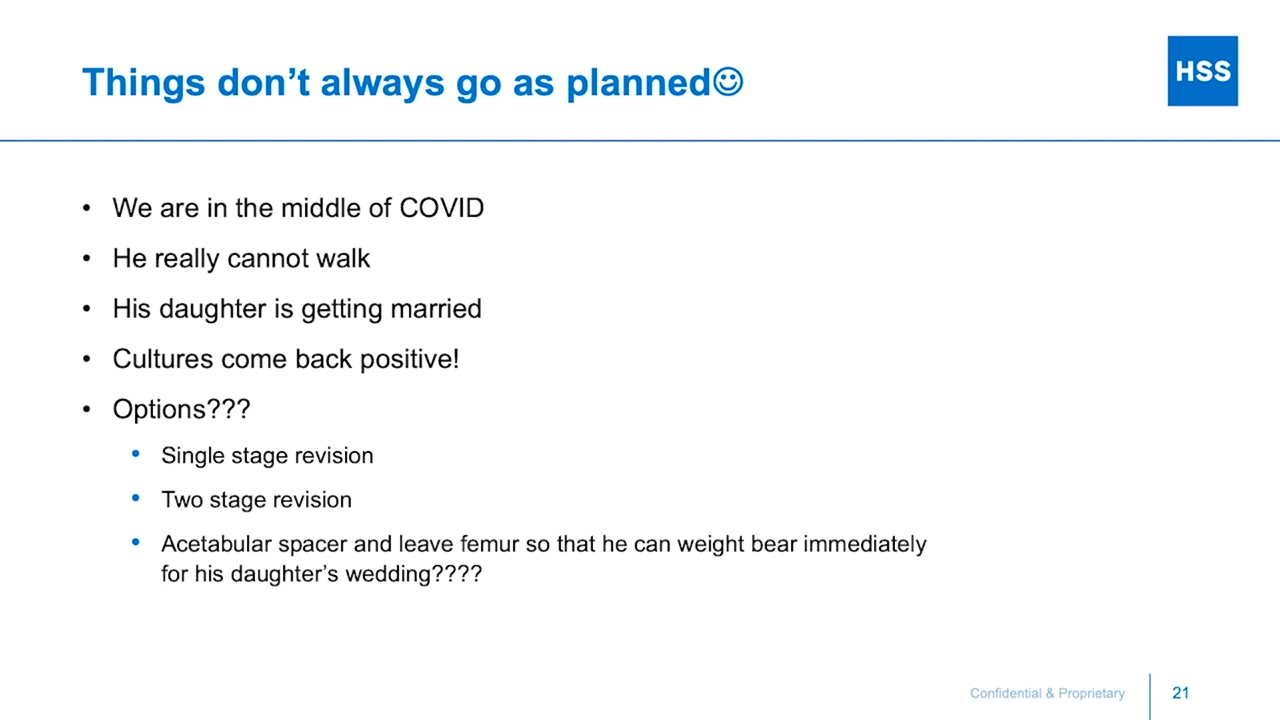 Things don’t always go as planned☺
HSS
• We are in the middle of COVID
• He really cannot walk
• His daughter is getting married
• Cultures come back positive!
• Options???
• Single stage revision
• Two stage revision
• Acetabular spacer and leave femur so that he can weight bear immediately
for his daughter’s wedding????
Confidential & Proprietary
21